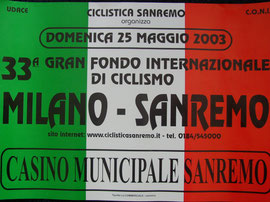 UDACE
CICLISTICA SANREMO
C.O.N.I.
organizza
DOMENICA 25 MAGGIO 2003
33ª GRAN FONDO INTERNAZIONALE
DI CICLISMO
MILANO - SANREMO
sito internet: www.ciclisticasanremo.it - tel. 0184/545000
CASINO MUNICIPALE SANREMO